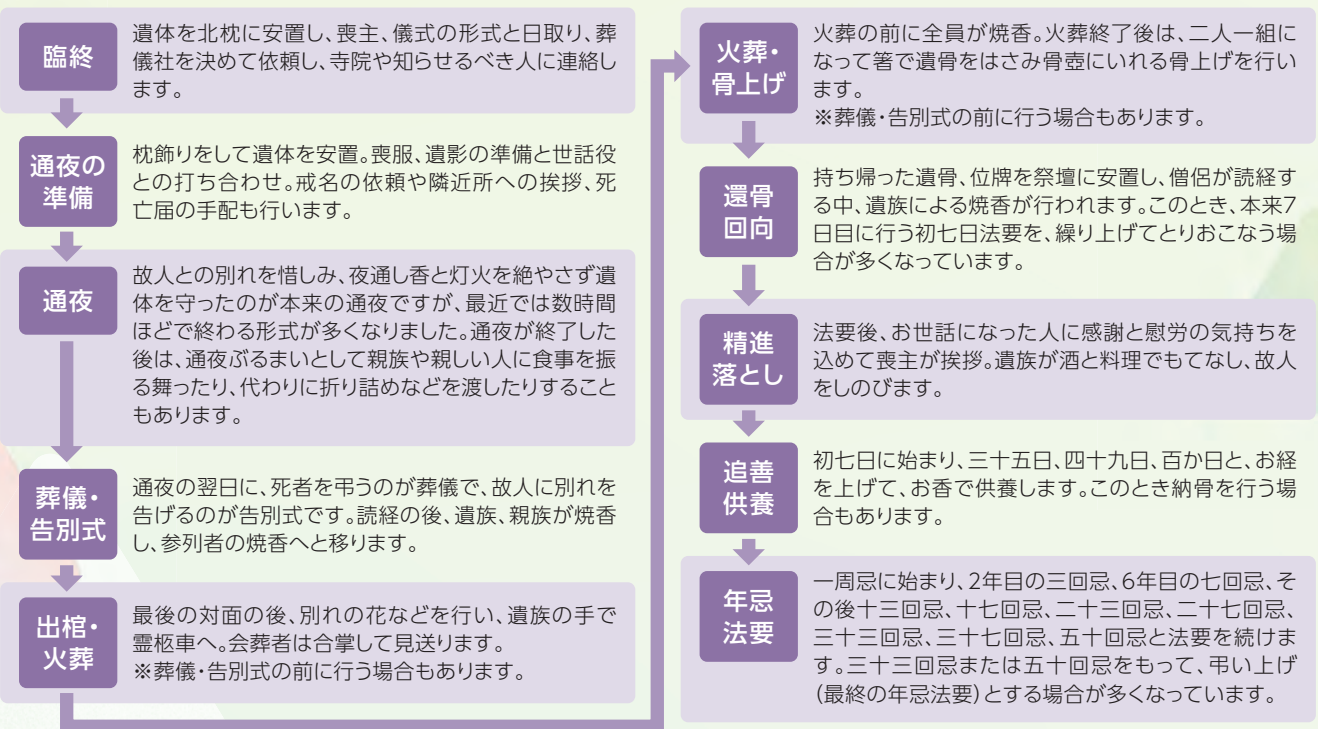 臨終
遺体を北枕に安置し、喪主、儀式の形式と日取り、葬
儀社を決めて依頼し、寺院や知らせるべき人に連絡し
ます。
通夜の
準備
枕飾りをして遺体を安置。喪服、遺影の準備と世話役
との打ち合わせ。戒名の依頼や隣近所への挨拶、死
亡届の手配も行います。
通夜
故人との別れを惜しみ、夜通し香と灯火を絶やさず遺
体を守ったのが本来の通夜ですが、最近では数時間
ほどで終わる形式が多くなりました。通夜が終了した
後は、通夜ぶるまいとして親族や親しい人に食事を振
る舞ったり、代わりに折り詰めなどを渡したりすること
もあります。
葬儀・
告別式
通夜の翌日に、死者を弔うのが葬儀で、故人に別れを
告げるのが告別式です。読経の後、遺族、親族が焼香
し、参列者の焼香へと移ります。
出棺・
火葬
最後の対面の後、別れの花などを行い、遺族の手で
霊柩車へ。会葬者は合掌して見送ります。
※葬儀・告別式の前に行う場合もあります。
火葬・
骨上げ
火葬の前に全員が焼香。火葬終了後は、二人一組に
なって箸で遺骨をはさみ骨壺にいれる骨上げを行い
ます。
※葬儀・告別式の前に行う場合もあります。
還骨
回向
持ち帰った遺骨、位牌を祭壇に安置し、僧侶が読経す
る中、遺族による焼香が行われます。このとき、本来7
日目に行う初七日法要を、繰り上げてとりおこなう場
合が多くなっています。
精進
落とし
法要後、お世話になった人に感謝と慰労の気持ちを
込めて喪主が挨拶。遺族が酒と料理でもてなし、故人
をしのびます。
追善
供養
初七日に始まり、三十五日、四十九日、百か日と、お経
を上げて、お香で供養します。このとき納骨を行う場
合もあります。
年忌
法要
一周忌に始まり、2年目の三回忌、6年目の七回忌、そ
の後十三回忌、十七回忌、二十三回忌、二十七回忌、
三十三回忌、三十七回忌、五十回忌と法要を続けま
す。三十三回忌または五十回忌をもって、弔い上げ
(最終の年忌法要)とする場合が多くなっています。